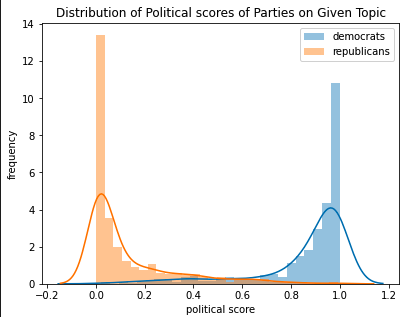 Distribution of Political scores of Parties on Given Topic
democrats
republicans
14
12
10
8
6
4
2
0
frequency
−0.2 0.0 0.2 0.4 0.6 0.8 1.0 1.2
political score